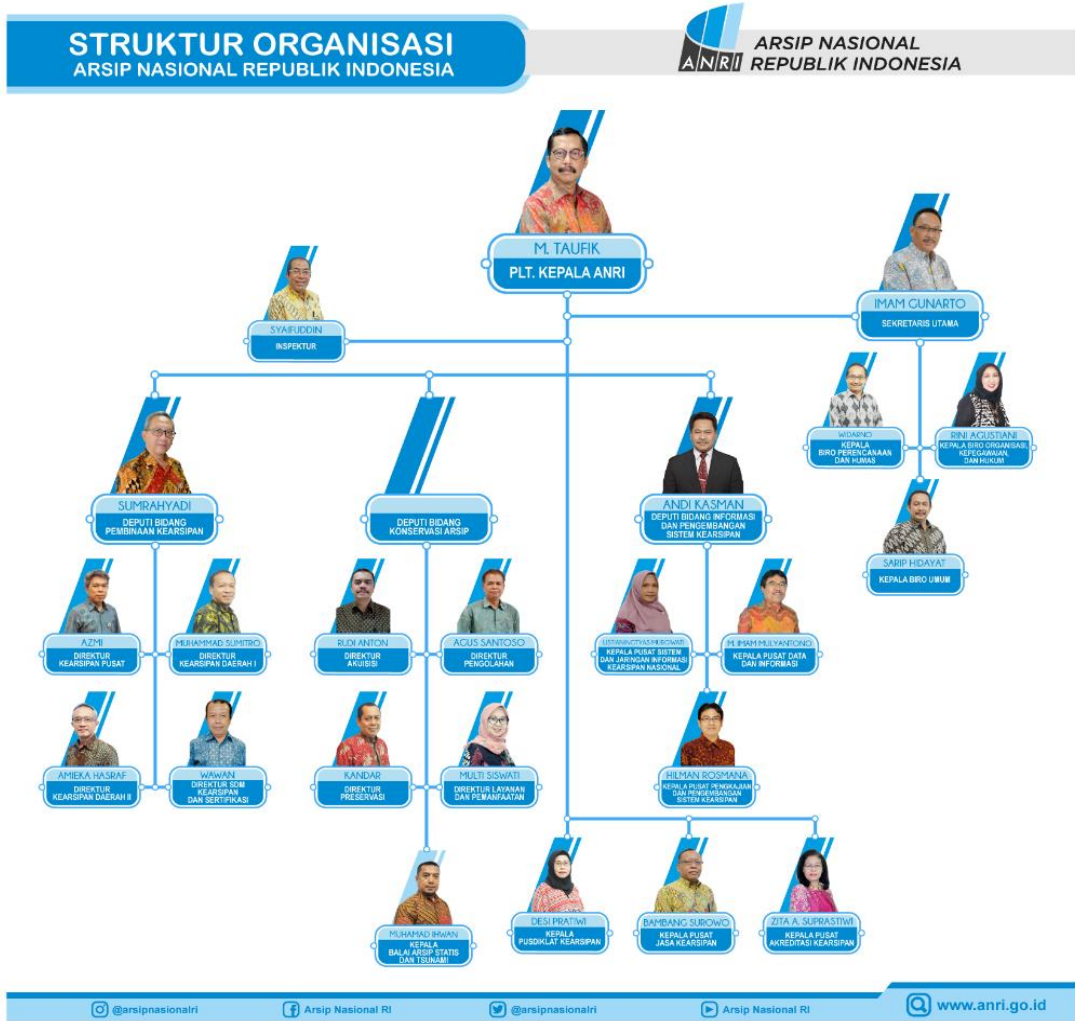 STRUKTUR ORGANISASI
ARSIP NASIONAL REPUBLIK INDONESIA
ANRI
ARSIP NASIONAL
REPUBLIK INDONESIA
M. TAUFIK
PLT. KEPALA ANRI
SYAIFUDDIN
INSPEKTUR
IMAM GUNARTO
SEKRETARIS UTAMA
WIDARNO
KEPALA
BIRO PERENCANAAN
DAN HUMAS
RINI AGUSTIANI
KEPALA BIRO ORGANISASI,
KEPEGAWAIAN,
DAN HUKUM
SARIP HIDAYAT
KEPALA BIRO UMUM
SUMRAHYADI
DEPUTI BIDANG
PEMBINAAN KEARSIPAN
DEPUTI BIDANG
KONSERVASI ARSIP
ANDI KASMAN
DEPUTI BIDANG INFORMASI
DAN PENGEMBANGAN
SISTEM KEARSIPAN
AZMI
DIREKTUR
KEARSIPAN PUSAT
MUHAMMAD SUMITRO
DIREKTUR
KEARSIPAN DAERAH I
RUDI ANTON
DIREKTUR
AKUISISI
AGUS SANTOSO
DIREKTUR
PENGOLAHAN
KEPALA PUSAT SISTEM
DAN JARINGAN INFORMASI
KEARSIPAN NASIONAL
M. IMAM MULYANTONO
KEPALA PUSAT DATA
DAN INFORMASI
AMIEKA HASRAF
DIREKTUR
KEARSIPAN DAERAH II
WAWAN
DIREKTUR SDM
KEARSIPAN
DAN SERTIFIKASI
KANDAR
DIREKTUR
PRESERVASI
MULTI SISWATI
DIREKTUR LAYANAN
DAN PEMANFAATAN
HILMAN ROSMANA
KEPALA PUSAT PENGKAJIAN
DAN PENGEMBANGAN
SISTEM KEARSIPAN
MUHAMAD IHWAN
KEPALA
BALAI ARSIP STATIS
DAN TSUNAMI
DESI PRATIWI
KEPALA
PUSDIKLAT KEARSIPAN
BAMBANG SUROWO
KEPALA PUSAT
JASA KEARSIPAN
ZITA A. SUPRASTIWI
KEPALA PUSAT
AKREDITASI KEARSIPAN
@arsipnasionalri
Arsip Nasional RI
@arsipnasionalri
Arsip Nasional RI
www.anri.go.id